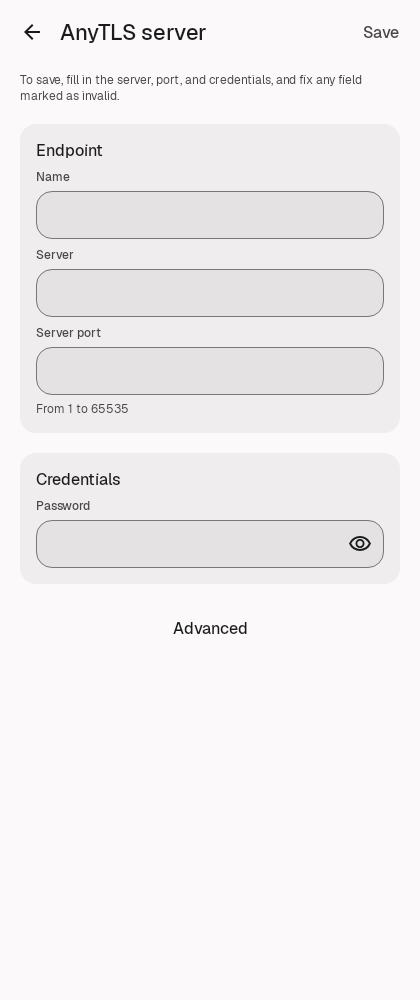 AnyTLS server
Save
To save, fill in the server, port, and credentials, and fix any field
marked as invalid.
Endpoint
Name
Server
Server port
From 1 to 65535
Credentials
Password
Advanced